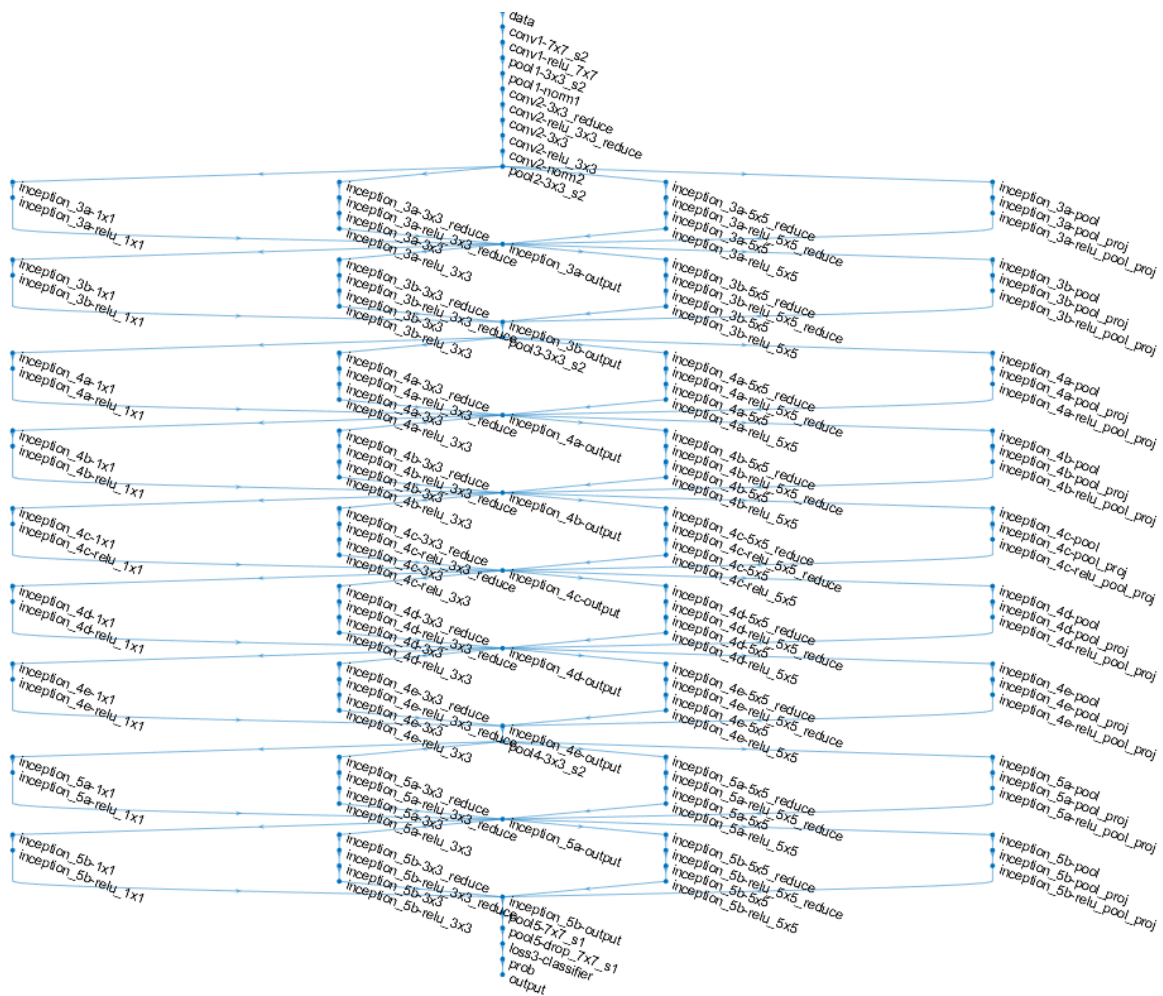 data
conv1-7x7_s2
conv1-relu_7x7
pool1-3x3_s2
pool1-norm1
conv2-3x3_reduce
conv2-relu_3x3_reduce
conv2-3x3
conv2-relu_3x3
conv2-norm2
pool2-3x3_s2
inception_3a-1x1
inception_3a-relu_1x1
inception_3a-3x3_reduce
inception_3a-relu_3x3_reduce
inception_3a-3x3
inception_3a-relu_3x3
inception_3a-5x5_reduce
inception_3a-relu_5x5_reduce
inception_3a-5x5
inception_3a-relu_5x5
inception_3a-pool
inception_3a-pool_proj
inception_3a-relu_pool_proj
inception_3a-output
inception_3b-1x1
inception_3b-relu_1x1
inception_3b-3x3_reduce
inception_3b-relu_3x3_reduce
inception_3b-3x3
inception_3b-relu_3x3
inception_3b-5x5_reduce
inception_3b-relu_5x5_reduce
inception_3b-5x5
inception_3b-relu_5x5
inception_3b-pool
inception_3b-pool_proj
inception_3b-relu_pool_proj
inception_3b-output
pool3-3x3_s2
inception_4a-1x1
inception_4a-relu_1x1
inception_4a-3x3_reduce
inception_4a-relu_3x3_reduce
inception_4a-3x3
inception_4a-relu_3x3
inception_4a-5x5_reduce
inception_4a-relu_5x5_reduce
inception_4a-5x5
inception_4a-relu_5x5
inception_4a-pool
inception_4a-pool_proj
inception_4a-relu_pool_proj
inception_4a-output
inception_4b-1x1
inception_4b-relu_1x1
inception_4b-3x3_reduce
inception_4b-relu_3x3_reduce
inception_4b-3x3
inception_4b-relu_3x3
inception_4b-5x5_reduce
inception_4b-relu_5x5_reduce
inception_4b-5x5
inception_4b-relu_5x5
inception_4b-pool
inception_4b-pool_proj
inception_4b-relu_pool_proj
inception_4b-output
inception_4c-1x1
inception_4c-relu_1x1
inception_4c-3x3_reduce
inception_4c-relu_3x3_reduce
inception_4c-3x3
inception_4c-relu_3x3
inception_4c-5x5_reduce
inception_4c-relu_5x5_reduce
inception_4c-5x5
inception_4c-relu_5x5
inception_4c-pool
inception_4c-pool_proj
inception_4c-relu_pool_proj
inception_4c-output
inception_4d-1x1
inception_4d-relu_1x1
inception_4d-3x3_reduce
inception_4d-relu_3x3_reduce
inception_4d-3x3
inception_4d-relu_3x3
inception_4d-5x5_reduce
inception_4d-relu_5x5_reduce
inception_4d-5x5
inception_4d-relu_5x5
inception_4d-pool
inception_4d-pool_proj
inception_4d-relu_pool_proj
inception_4d-output
inception_4e-1x1
inception_4e-relu_1x1
inception_4e-3x3_reduce
inception_4e-relu_3x3_reduce
inception_4e-3x3
inception_4e-relu_3x3
inception_4e-5x5_reduce
inception_4e-relu_5x5_reduce
inception_4e-5x5
inception_4e-relu_5x5
inception_4e-pool
inception_4e-pool_proj
inception_4e-relu_pool_proj
inception_4e-output
pool4-3x3_s2
inception_5a-1x1
inception_5a-relu_1x1
inception_5a-3x3_reduce
inception_5a-relu_3x3_reduce
inception_5a-3x3
inception_5a-relu_3x3
inception_5a-5x5_reduce
inception_5a-relu_5x5_reduce
inception_5a-5x5
inception_5a-relu_5x5
inception_5a-pool
inception_5a-pool_proj
inception_5a-relu_pool_proj
inception_5a-output
inception_5b-1x1
inception_5b-relu_1x1
inception_5b-3x3_reduce
inception_5b-relu_3x3_reduce
inception_5b-3x3
inception_5b-relu_3x3
inception_5b-5x5_reduce
inception_5b-relu_5x5_reduce
inception_5b-5x5
inception_5b-relu_5x5
inception_5b-pool
inception_5b-pool_proj
inception_5b-relu_pool_proj
inception_5b-output
pool5-7x7_s1
pool5-drop_7x7_s1
loss3-classifier
prob
output